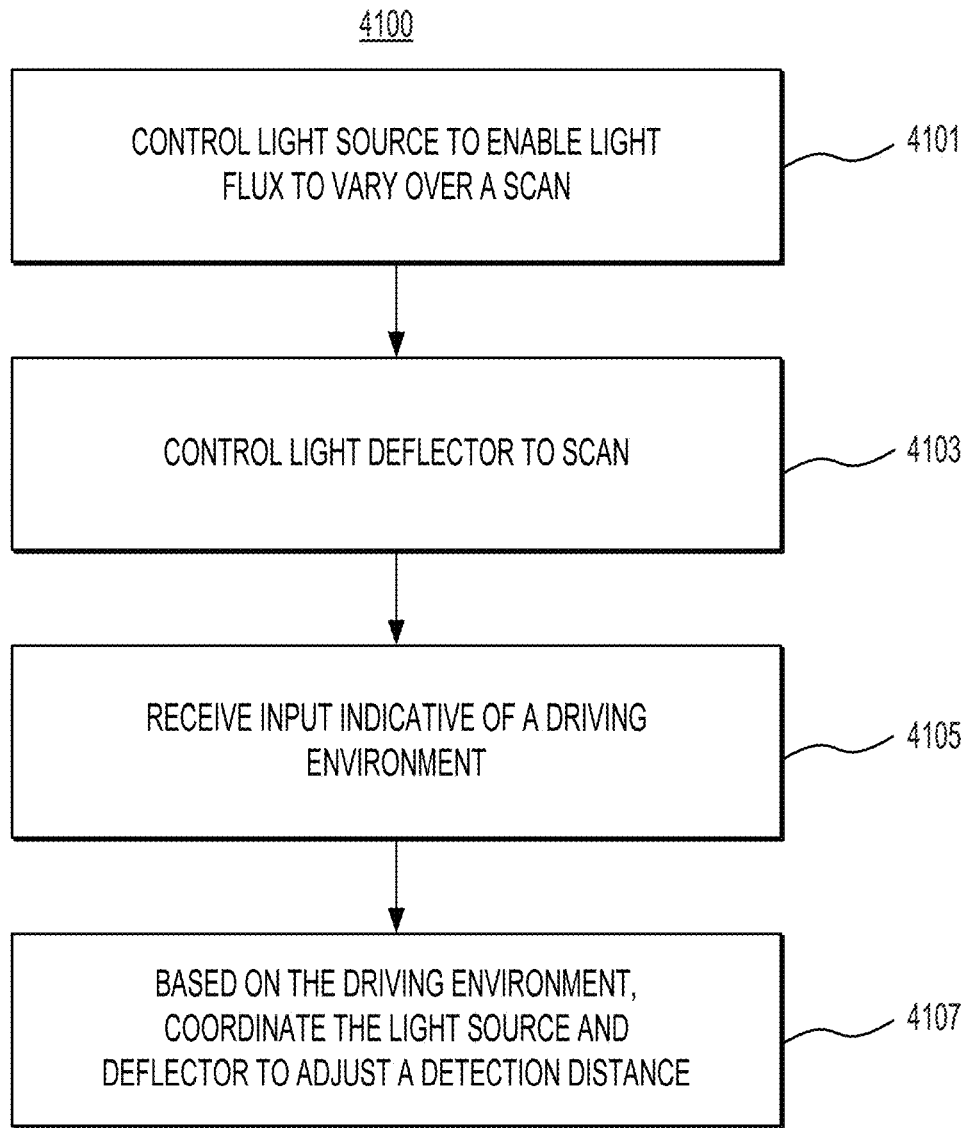 4100
CONTROL LIGHT SOURCE TO ENABLE LIGHT
FLUX TO VARY OVER A SCAN
4101
CONTROL LIGHT DEFLECTOR TO SCAN
4103
RECEIVE INPUT INDICATIVE OF A DRIVING
ENVIRONMENT
4105
BASED ON THE DRIVING ENVIRONMENT,
COORDINATE THE LIGHT SOURCE AND
DEFLECTOR TO ADJUST A DETECTION DISTANCE
4107